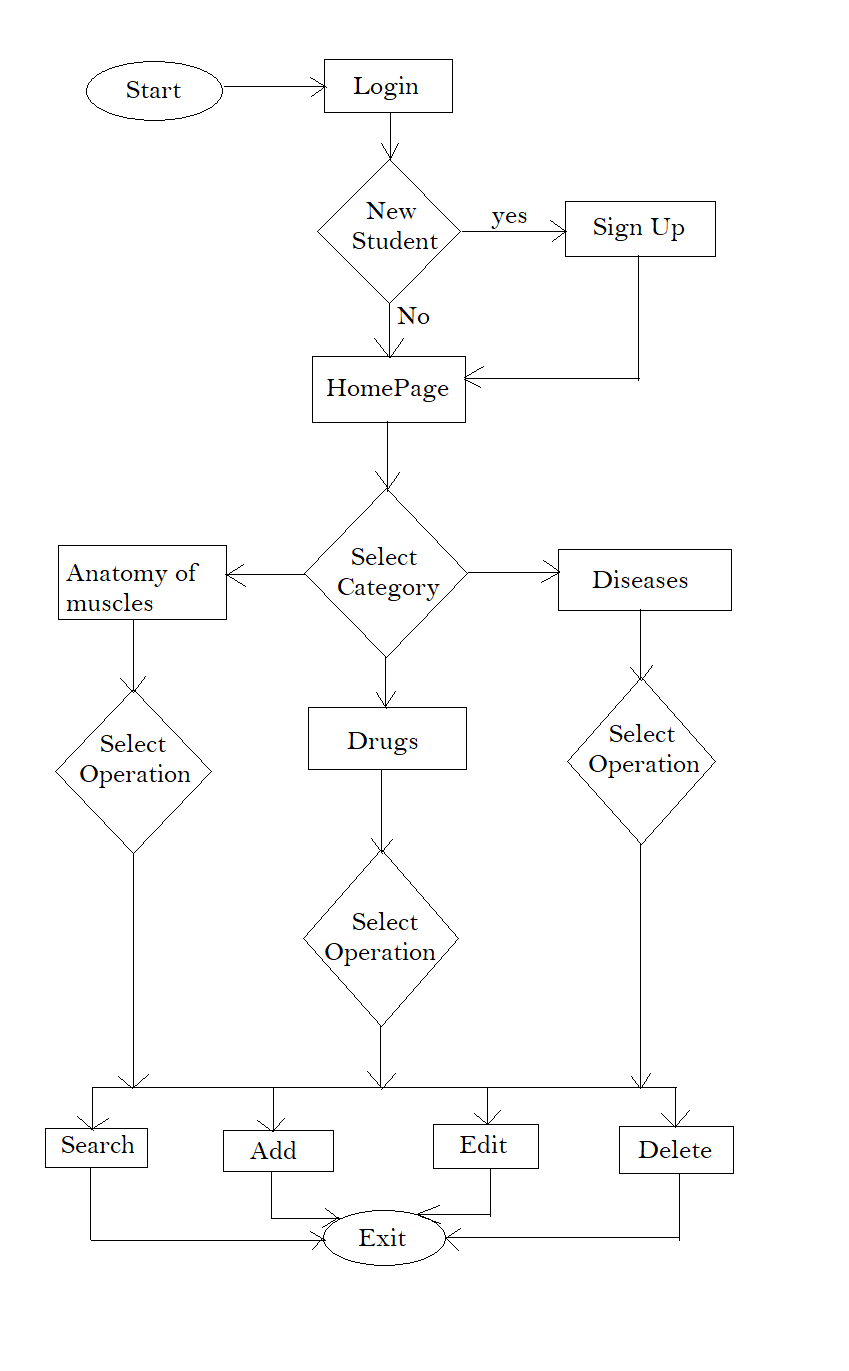 Start
Login
New
Student
yes
Sign Up
No
HomePage
Select
Category
Anatomy of
muscles
Diseases
Select
Operation
Drugs
Select
Operation
Select
Operation
Search
Add
Edit
Delete
Exit